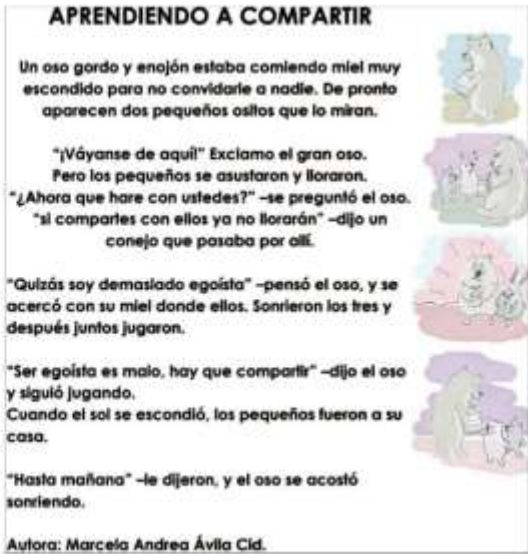 APRENDIENDO A COMPARTIR
Un oso gordo y enojón estaba comiendo miel muy
escondido para no convidarle a nadie. De pronto
aparecen dos pequeños ositos que lo miran.
"¡Váyanse de aquí!" Exclamo el gran oso.
Pero los pequeños se asustaron y lloraron.
"¿Ahora que hare con ustedes?" –se preguntó el oso.
"si compartes con ellos ya no llorarán" –dijo un
conejo que pasaba por allí.
"Quizás soy demasiado egoísta" –pensó el oso, y se
acercó con su miel donde ellos. Sonrieron los tres y
después juntos jugaron.
"Ser egoísta es malo, hay que compartir" –dijo el oso
y siguió jugando.
Cuando el sol se escondió, los pequeños fueron a su
casa.
"Hasta mañana" –le dijeron, y el oso se acostó
sonriendo.
Autora: Marcela Andrea Ávila Cid.